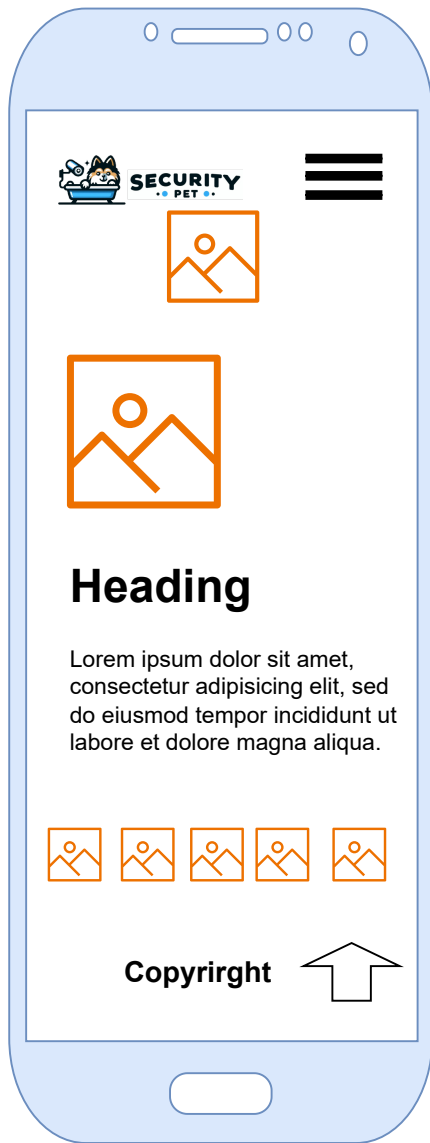 SECURITY
PET
Heading
Lorem ipsum dolor sit amet,
consectetur adipisicing elit, sed
do eiusmod tempor incididunt ut
labore et dolore magna aliqua.
Copyrirght